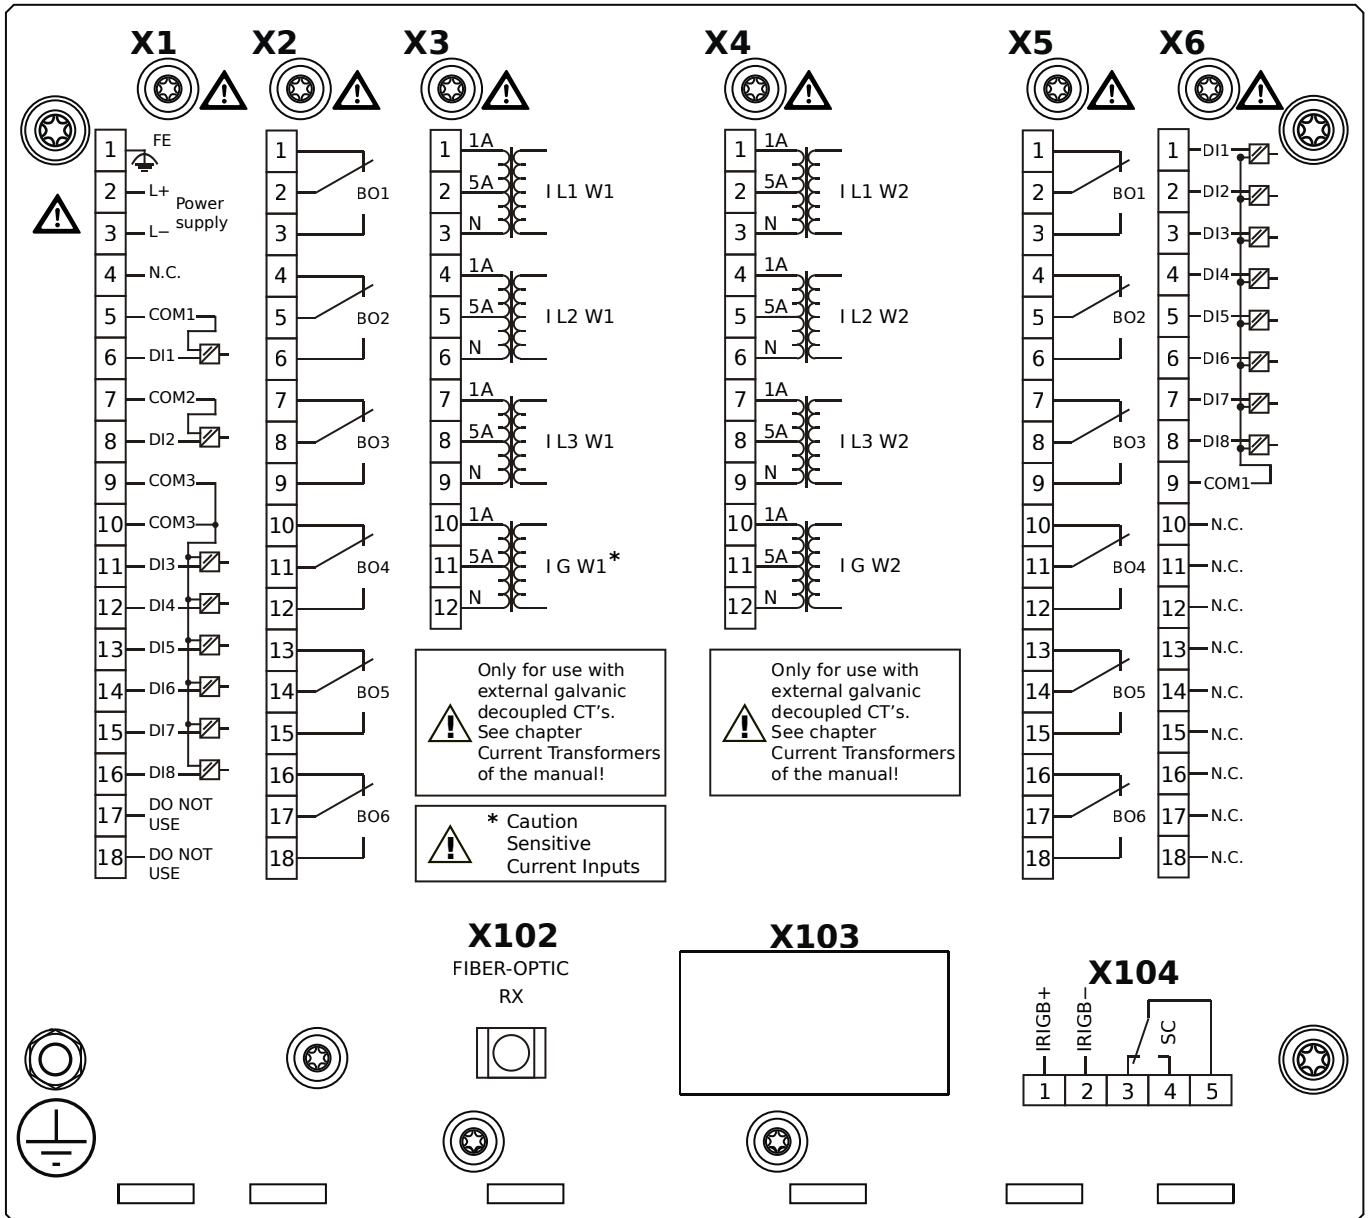 X1
X2
X3
X4
X5
X6
1 FE
2 L+
Power
supply
3 L−
4 N.C.
5 COM1
6 DI1
7 COM2
8 DI2
9 COM3
10 COM3
11 DI3
12 DI4
13 DI5
14 DI6
15 DI7
16 DI8
17 DO NOT
USE
18 DO NOT
USE
1
2 BO1
3
4
5 BO2
6
7
8 BO3
9
10
11 BO4
12
13
14 BO5
15
16
17 BO6
18
1 1A
2 5A I L1 W1
3 N
4 1A
5 5A I L2 W1
6 N
7 1A
8 5A I L3 W1
9 N
10 1A
11 5A I G W1*
12 N
Only for use with
external galvanic
decoupled CT's.
See chapter
Current Transformers
of the manual!
* Caution
Sensitive
Current Inputs
1 1A
2 5A I L1 W2
3 N
4 1A
5 5A I L2 W2
6 N
7 1A
8 5A I L3 W2
9 N
10 1A
11 5A I G W2
12 N
Only for use with
external galvanic
decoupled CT's.
See chapter
Current Transformers
of the manual!
1
2 BO1
3
4
5 BO2
6
7
8 BO3
9
10
11 BO4
12
13
14 BO5
15
16
17 BO6
18
1 DI1
2 DI2
3 DI3
4 DI4
5 DI5
6 DI6
7 DI7
8 DI8
9 COM1
10 N.C.
11 N.C.
12 N.C.
13 N.C.
14 N.C.
15 N.C.
16 N.C.
17 N.C.
18 N.C.
X102
FIBER-OPTIC
RX
X103
X104
IRIGB+
IRIGB−
SC
1 2 3 4 5